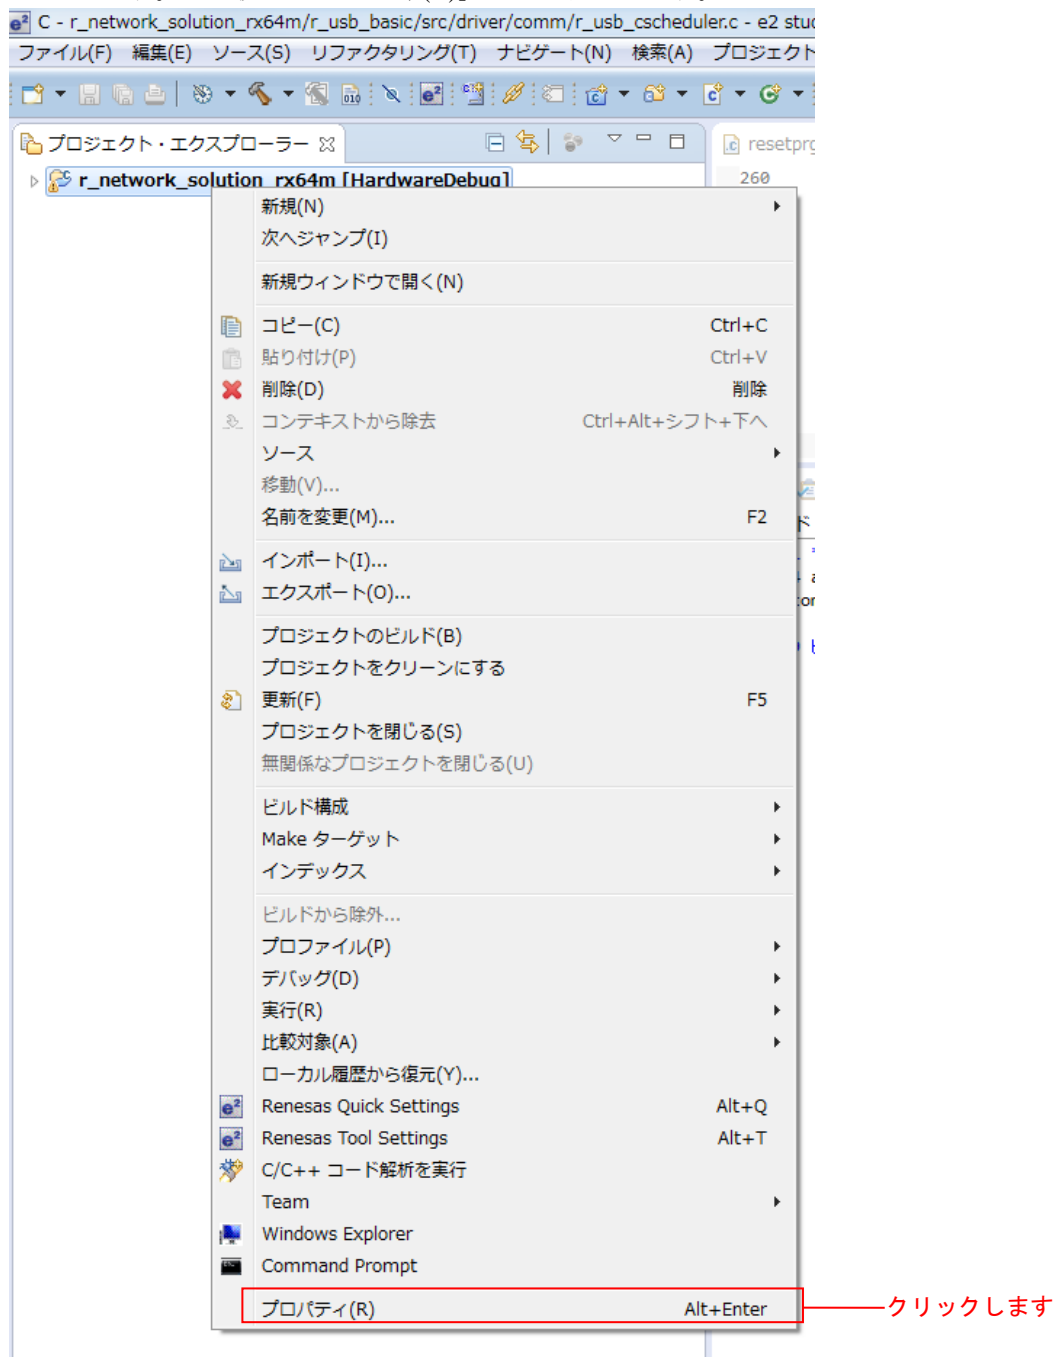 C - r_network_solution_rx64m/r_usb_basic/src/driver/comm/r_usb_cscheduler.c - e2 stud
ファイル(F) 編集(E) ソース(S) リファクタリング(T) ナビゲート(N) 検索(A) プロジェクト
プロジェクト・エクスプローラー
resetprg
r_network_solution_rx64m [HardwareDebug]
260
新規(N)
次へジャンプ(I)
新規ウィンドウで開く(N)
コピー(C) Ctrl+C
貼り付け(P) Ctrl+V
削除(D) 削除
コンテキストから除去 Ctrl+Alt+シフト+下へ
ソース
移動(V)...
名前を変更(M)... F2
インポート(I)...
エクスポート(O)...
プロジェクトのビルド(B)
プロジェクトをクリーンにする
更新(F) F5
プロジェクトを閉じる(S)
無関係なプロジェクトを閉じる(U)
ビルド構成
Make ターゲット
インデックス
ビルドから除外...
プロファイル(P)
デバッグ(D)
実行(R)
比較対象(A)
ローカル履歴から復元(Y)...
Renesas Quick Settings Alt+Q
Renesas Tool Settings Alt+T
C/C++ コード解析を実行
Team
Windows Explorer
Command Prompt
プロパティ(R) Alt+Enter
クリックします